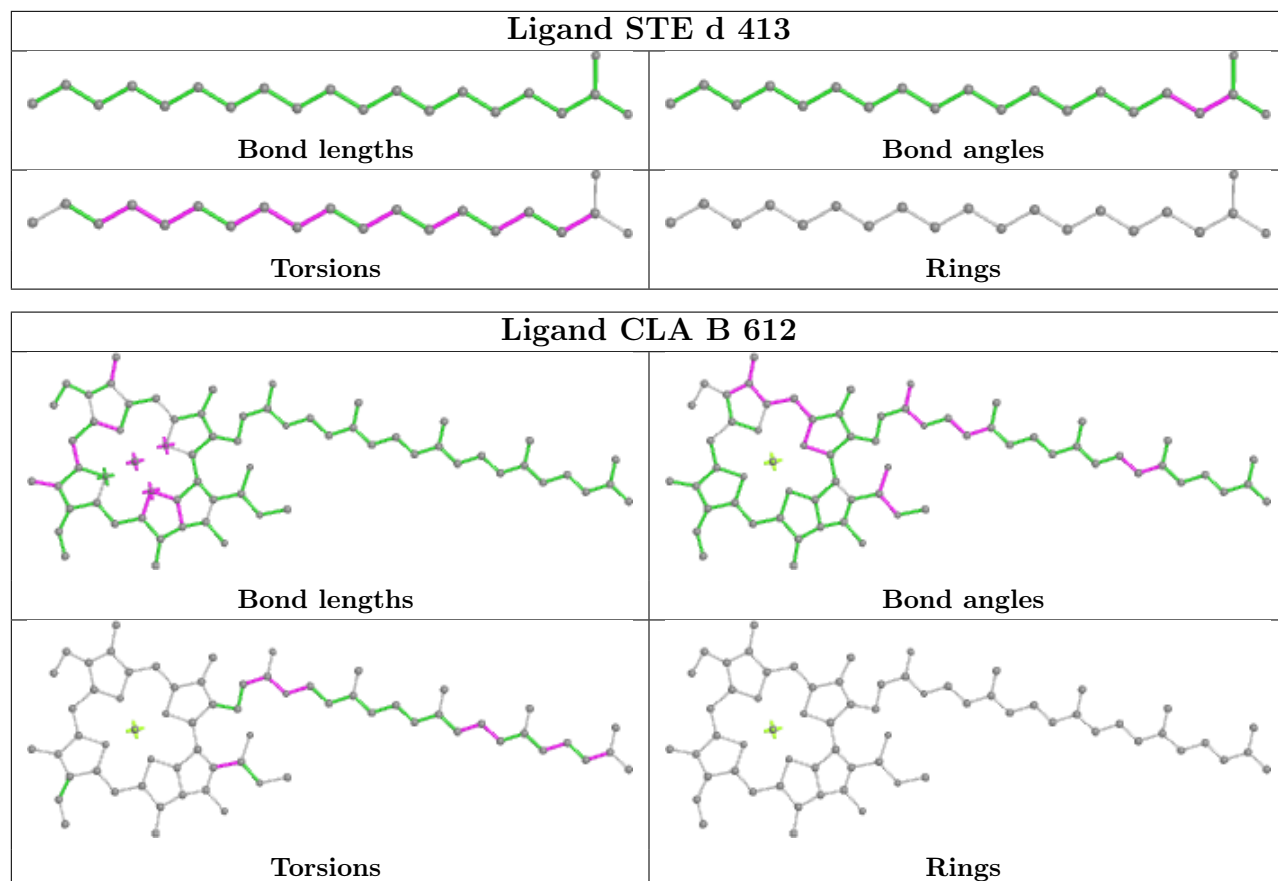 Ligand STE d 413
Bond lengths
Bond angles
Torsions
Rings
Ligand CLA B 612
Bond lengths
Bond angles
Torsions
Rings